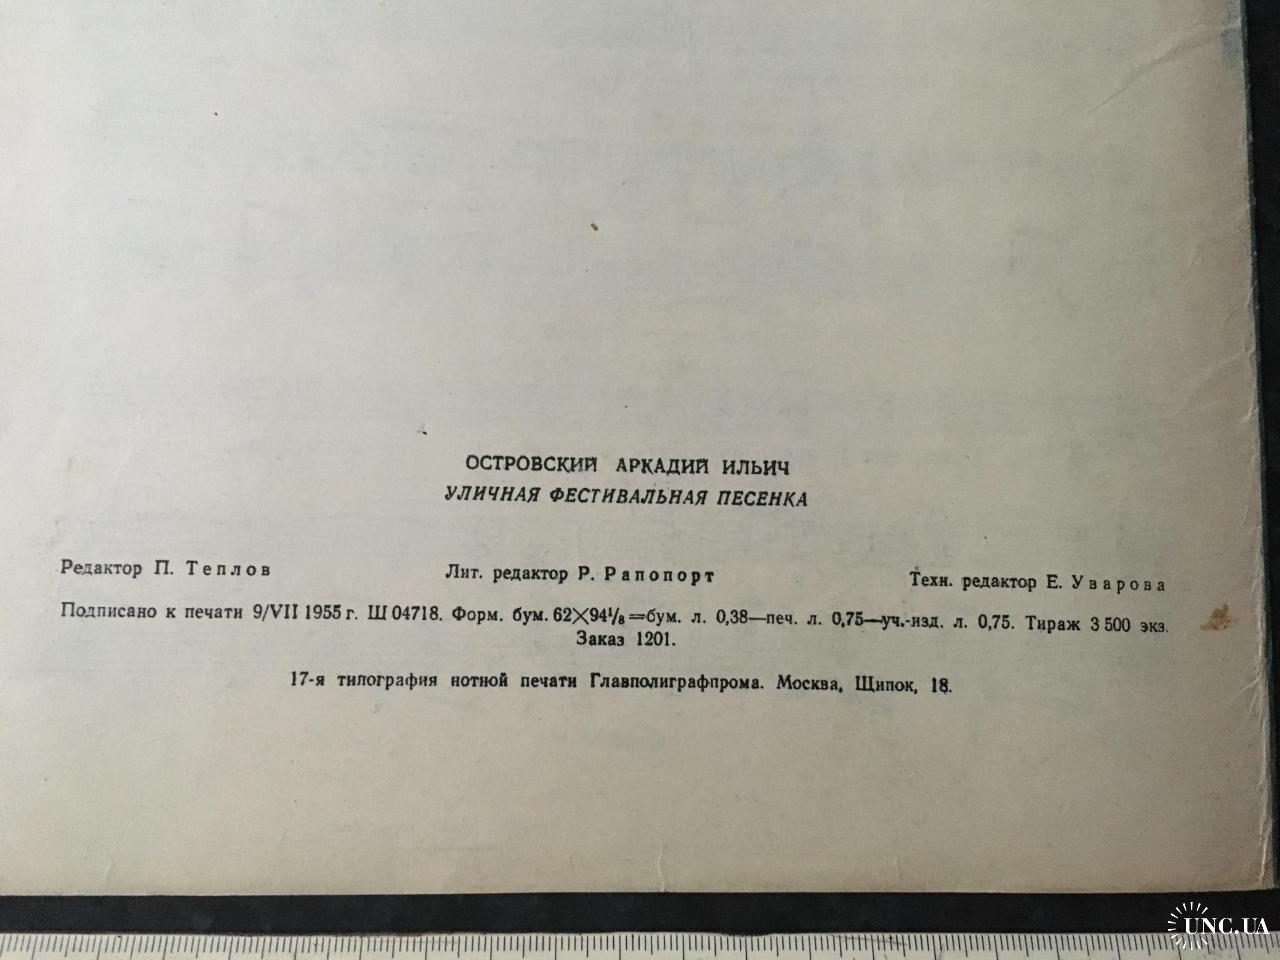 ОСТРОВСКИЙ АРКАДИЙ ИЛЬИЧ
УЛИЧНАЯ ФЕСТИВАЛЬНАЯ ПЕСЕНКА
Редактор П. Теплов Лит. редактор Р. Рапопорт Техн. редактор Е. Уварова
Подписано к печати 9/VII 1955 г. Ш 04718. Форм. бум. 62×94⅛=бум. л. 0,38—печ. л. 0,75—уч.-изд. л. 0,75. Тираж 3 500 экз.
Заказ 1201.
17-я типография нотной печати Главполиграфпрома. Москва, Щипок, 18.
UNC.UA